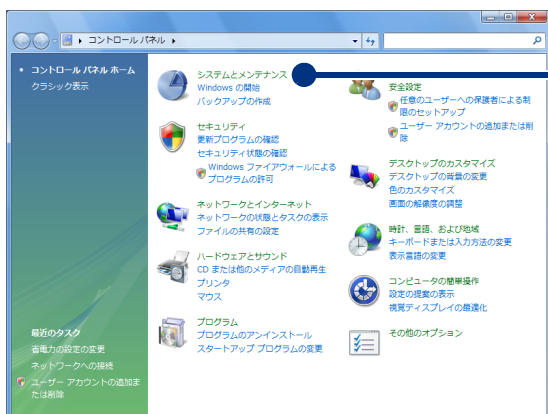 コントロール パネル
コントロール パネル ホーム
クラシック表示
システムとメンテナンス
Windows の開始
バックアップの作成
セキュリティ
更新プログラムの確認
セキュリティ状態の確認
Windows ファイアウォールによる
プログラムの許可
ネットワークとインターネット
ネットワークの状態とタスクの表示
ファイルの共有の設定
ハードウェアとサウンド
CD または他のメディアの自動再生
プリンタ
マウス
プログラム
プログラムのアンインストール
スタートアップ プログラムの変更
安全設定
任意のユーザーへの保護者による制
限のセットアップ
ユーザー アカウントの追加または削
除
デスクトップのカスタマイズ
デスクトップの背景の変更
色のカスタマイズ
画面の解像度の調整
時計、言語、および地域
キーボードまたは入力方法の変更
表示言語の変更
コンピュータの簡単操作
設定の提案の表示
視覚ディスプレイの最適化
その他のオプション
最近のタスク
省電力の設定の変更
ネットワークへの接続
ユーザー アカウントの追加ま
たは削除